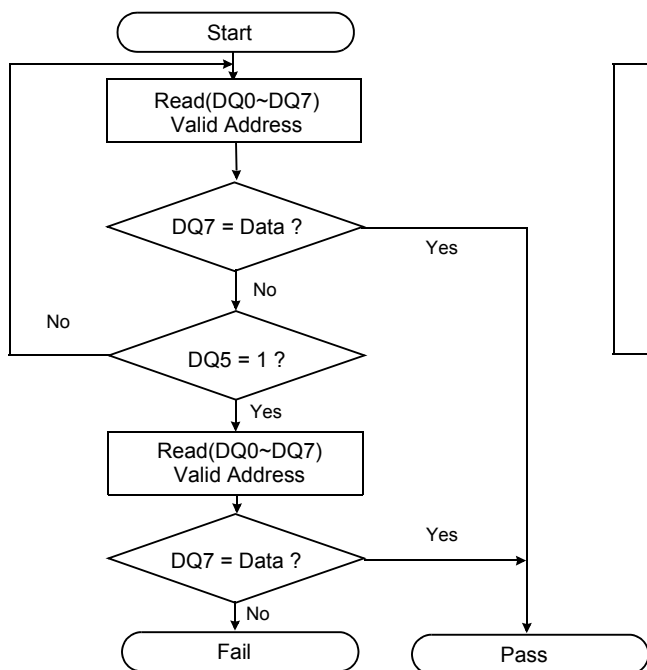 Start
Read(DQ0~DQ7)
Valid Address
DQ7 = Data ?
Yes
No
No
DQ5 = 1 ?
Yes
Read(DQ0~DQ7)
Valid Address
Yes
DQ7 = Data ?
No
Fail
Pass